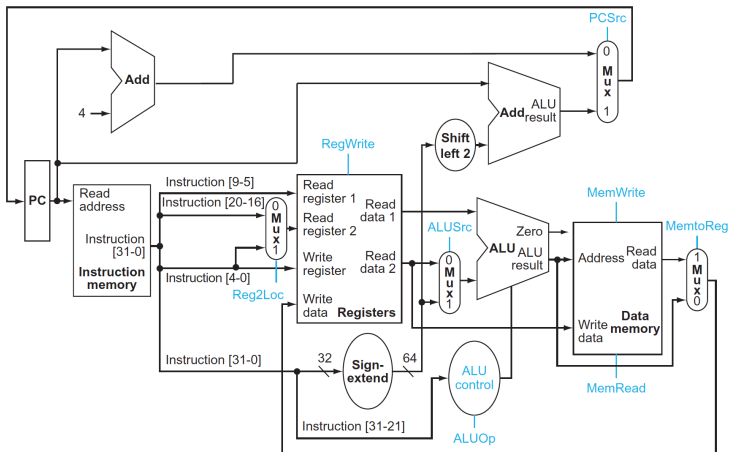 PCSrc
0
Mux
1
Add
4
Add
ALU
result
Shift
left 2
RegWrite
PC
Read
address
Instruction
[31-0]
Instruction
memory
Instruction [9-5]
Instruction [20-16]
0
Mux
1
Reg2Loc
Instruction [4-0]
Read
register 1
Read
register 2
Write
register
Write
data
Read
data 1
Read
data 2
Registers
ALUSrc
0
Mux
1
Zero
ALU
ALU
result
MemWrite
Address
Read
data
Write
data
Data
memory
MemRead
MemtoReg
1
Mux
0
Instruction [31-0]
32
Sign-
extend
64
ALU
control
ALUOp
Instruction [31-21]